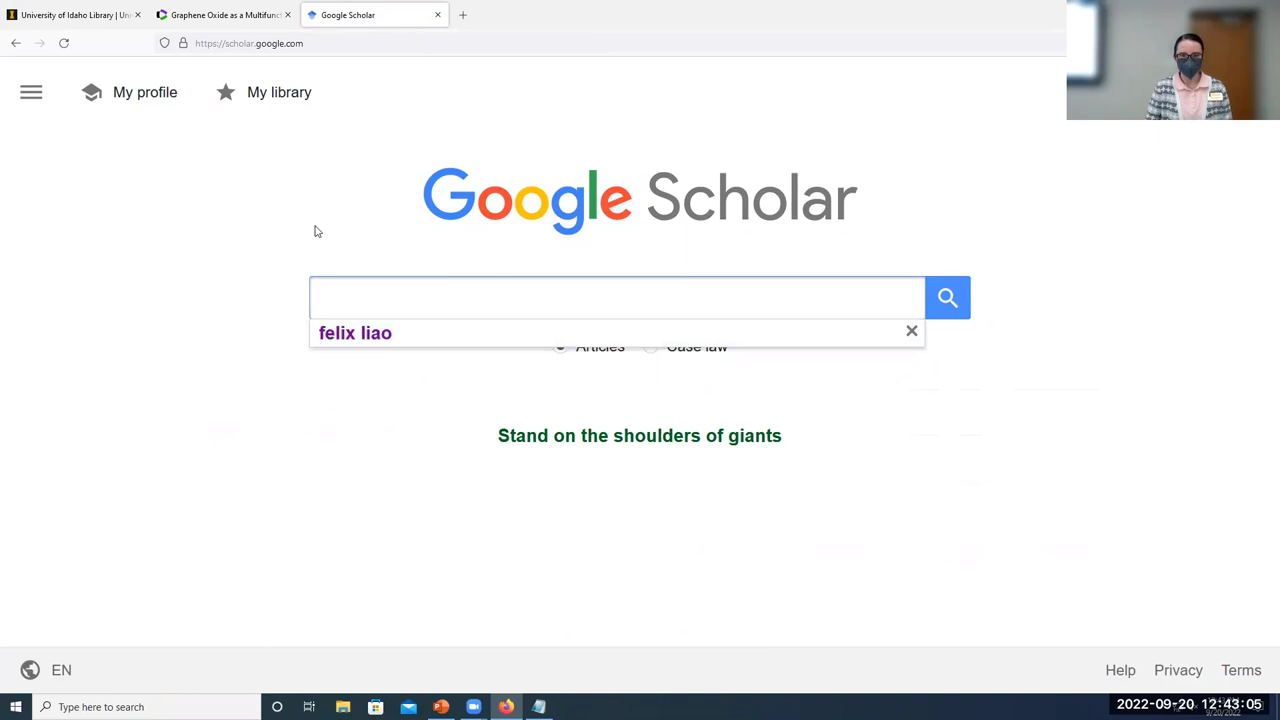 University of Idaho Library | Uni
Graphene Oxide as a Multifunct
Google Scholar
https://scholar.google.com
My profile
My library
Google Scholar
felix liao
Articles
Case law
Stand on the shoulders of giants
EN
Help
Privacy
Terms
Type here to search
2022-09-20 12:43:05